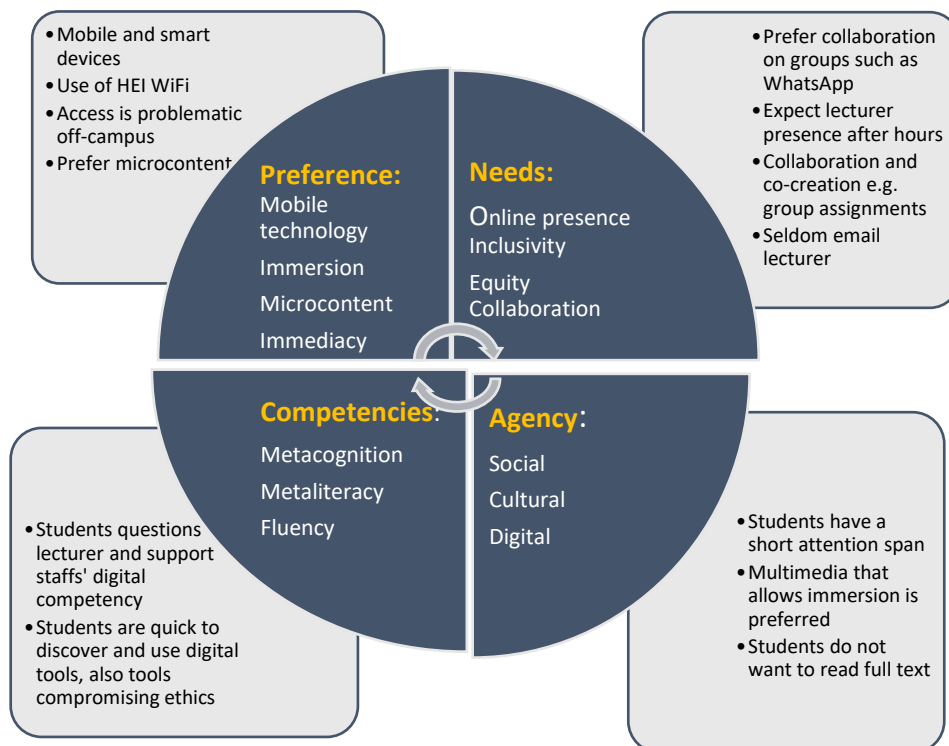 •Mobile and smart
devices
•Use of HEI WiFi
•Access is problematic
off-campus
•Prefer microcontent
•Prefer collaboration
on groups such as
WhatsApp
•Expect lecturer
presence after hours
•Collaboration and
co-creation e.g.
group assignments
•Seldom email
lecturer
Preference:
Mobile
technology
Immersion
Microcontent
Immediacy
Needs:
Online presence
Inclusivity
Equity
Collaboration
Competencies:
Metacognition
Metaliteracy
Fluency
Agency:
Social
Cultural
Digital
•Students questions
lecturer and support
staffs' digital
competency
•Students are quick to
discover and use digital
tools, also tools
compromising ethics
•Students have a
short attention span
•Multimedia that
allows immersion is
preferred
•Students do not
want to read full text